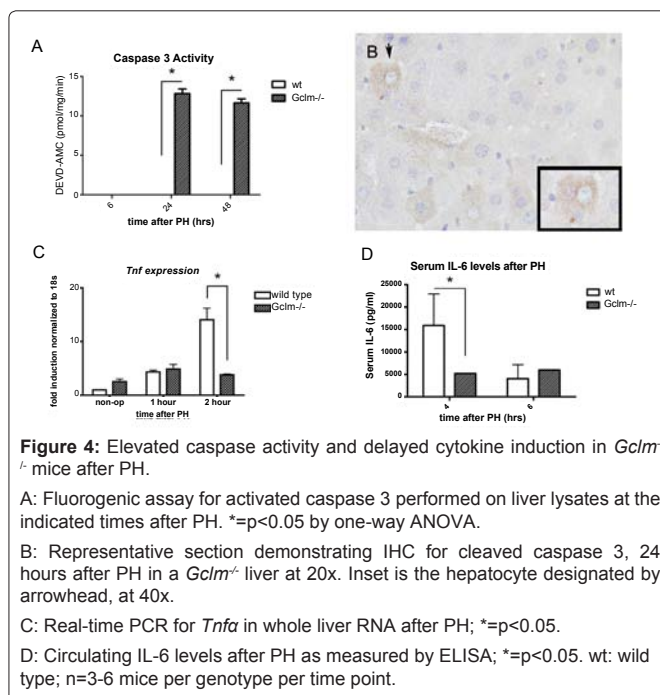 A
Caspase 3 Activity
DEVD-AMC (pmol/mg/min)
15
10
5
0
*
*
wt
Gclm-/-
6
24
48
time after PH (hrs)
B
C
Tnf expression
fold induction normalized to 18s
20
10
0
*
wild type
Gclm-/-
non-op
1 hour
2 hour
time after PH
D
Serum IL-6 levels after PH
Serum IL-6 (pg/ml)
25000
20000
15000
10000
5000
0
*
wt
Gclm-/-
4
6
time after PH (hrs)
Figure 4: Elevated caspase activity and delayed cytokine induction in Gclm-
/- mice after PH.
A: Fluorogenic assay for activated caspase 3 performed on liver lysates at the
indicated times after PH. *=p<0.05 by one-way ANOVA.
B: Representative section demonstrating IHC for cleaved caspase 3, 24
hours after PH in a Gclm-/- liver at 20x. Inset is the hepatocyte designated by
arrowhead, at 40x.
C: Real-time PCR for Tnfα in whole liver RNA after PH; *=p<0.05.
D: Circulating IL-6 levels after PH as measured by ELISA; *=p<0.05. wt: wild
type; n=3-6 mice per genotype per time point.